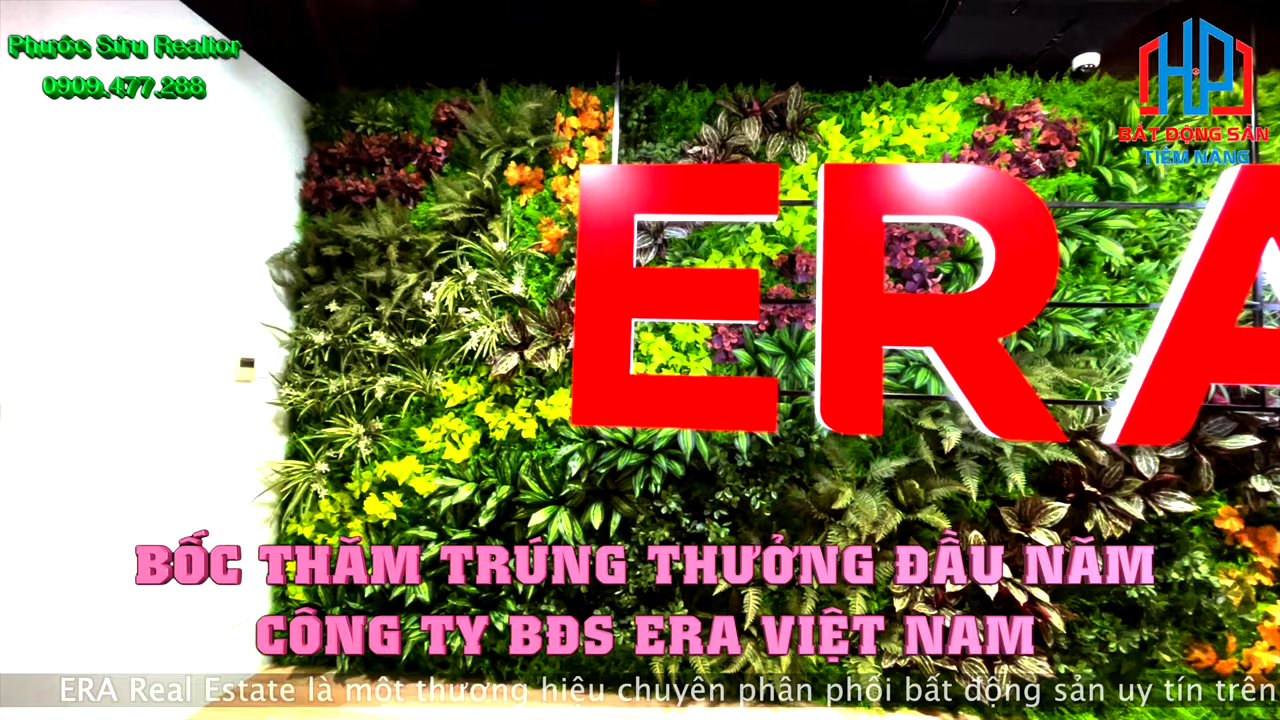 Phước Sửu Realtor
0909.477.288
HP
BẤT ĐỘNG SẢN
TIỀM NĂNG
ERA
BỐC THĂM TRÚNG THƯỞNG ĐẦU NĂM
CÔNG TY BĐS ERA VIỆT NAM
ERA Real Estate là một thương hiệu chuyên phân phối bất động sản uy tín trên